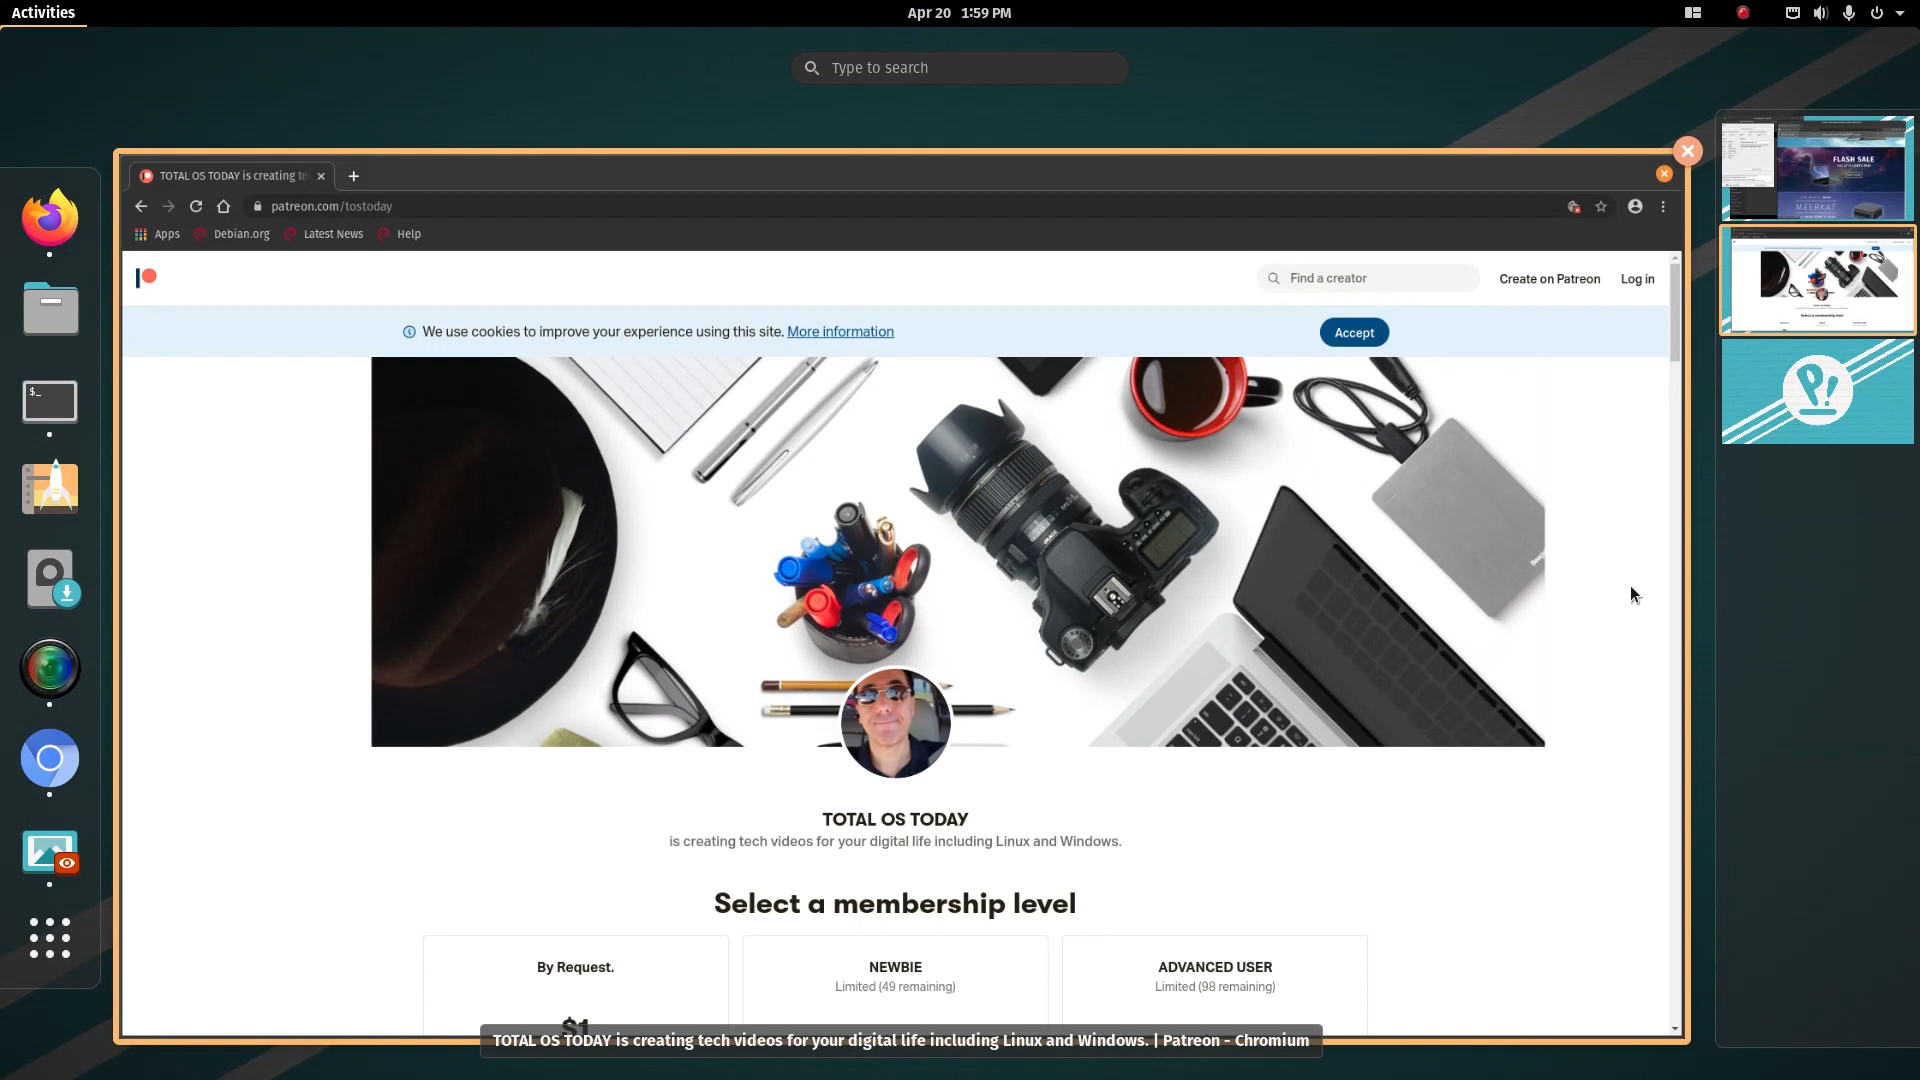 Activities
Apr 20 1:59 PM
Type to search
TOTAL OS TODAY is creating te
patreon.com/tostoday
Apps
Debian.org
Latest News
Help
Find a creator
Create on Patreon
Log in
We use cookies to improve your experience using this site. More information
Accept
TOTAL OS TODAY
is creating tech videos for your digital life including Linux and Windows.
Select a membership level
By Request.
NEWBIE
Limited (49 remaining)
ADVANCED USER
Limited (98 remaining)
$1
TOTAL OS TODAY is creating tech videos for your digital life including Linux and Windows. | Patreon - Chromium
$_
FLASH SALE
MEERKAT
Select a membership level
P!